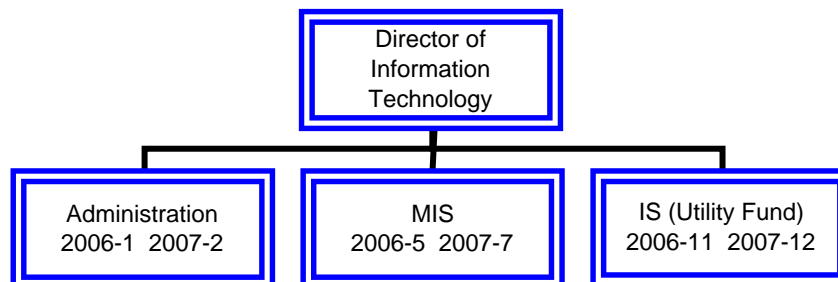 Director of
Information
Technology
Administration
2006-1 2007-2
MIS
2006-5 2007-7
IS (Utility Fund)
2006-11 2007-12